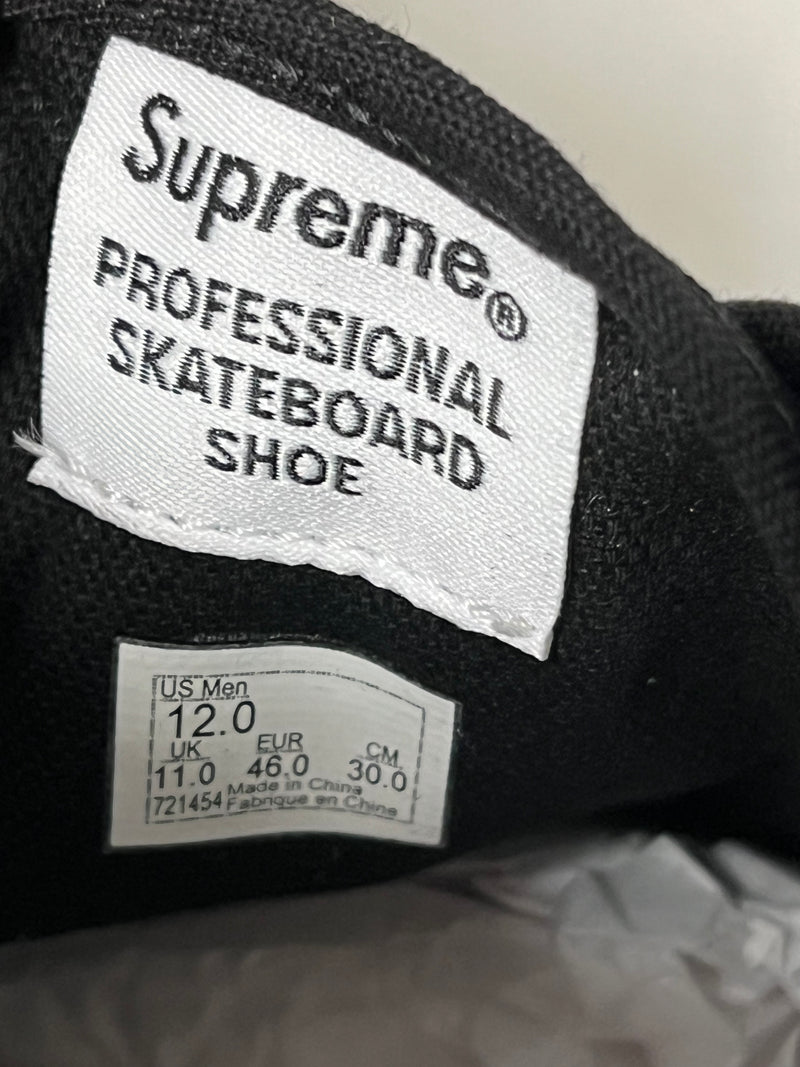 Supreme®
PROFESSIONAL
SKATEBOARD
SHOE
US Men
12.0
UK EUR CM
11.0 46.0 30.0
721454 Made in China
Fabrique en Chine